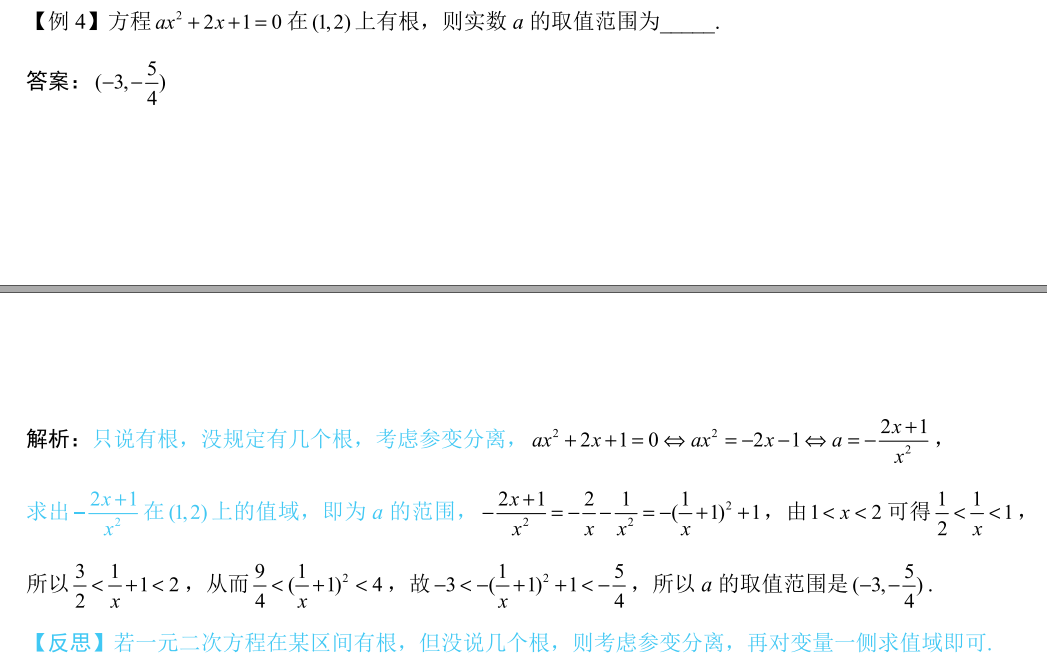 【例 4】方程 $ax^2+2x+1=0$ 在 $(1,2)$ 上有根，则实数 $a$ 的取值范围为_____.
答案：$(-3,-\frac{5}{4})$
解析：只说有根，没规定有几个根，考虑参变分离，$ax^2+2x+1=0 \Leftrightarrow ax^2=-2x-1 \Leftrightarrow a=-\frac{2x+1}{x^2}$，
求出 $-\frac{2x+1}{x^2}$ 在 $(1,2)$ 上的值域，即为 $a$ 的范围，$-\frac{2x+1}{x^2}=-\frac{2}{x}-\frac{1}{x^2}=-(\frac{1}{x}+1)^2+1$，由 $1<x<2$ 可得 $\frac{1}{2}<\frac{1}{x}<1$，
所以 $\frac{3}{2}<\frac{1}{x}+1<2$，从而 $\frac{9}{4}<(\frac{1}{x}+1)^2<4$，故 $-3<-(\frac{1}{x}+1)^2+1<-\frac{5}{4}$，所以 $a$ 的取值范围是 $(-3,-\frac{5}{4})$.
【反思】若一元二次方程在某区间有根，但没说几个根，则考虑参变分离，再对变量一侧求值域即可.